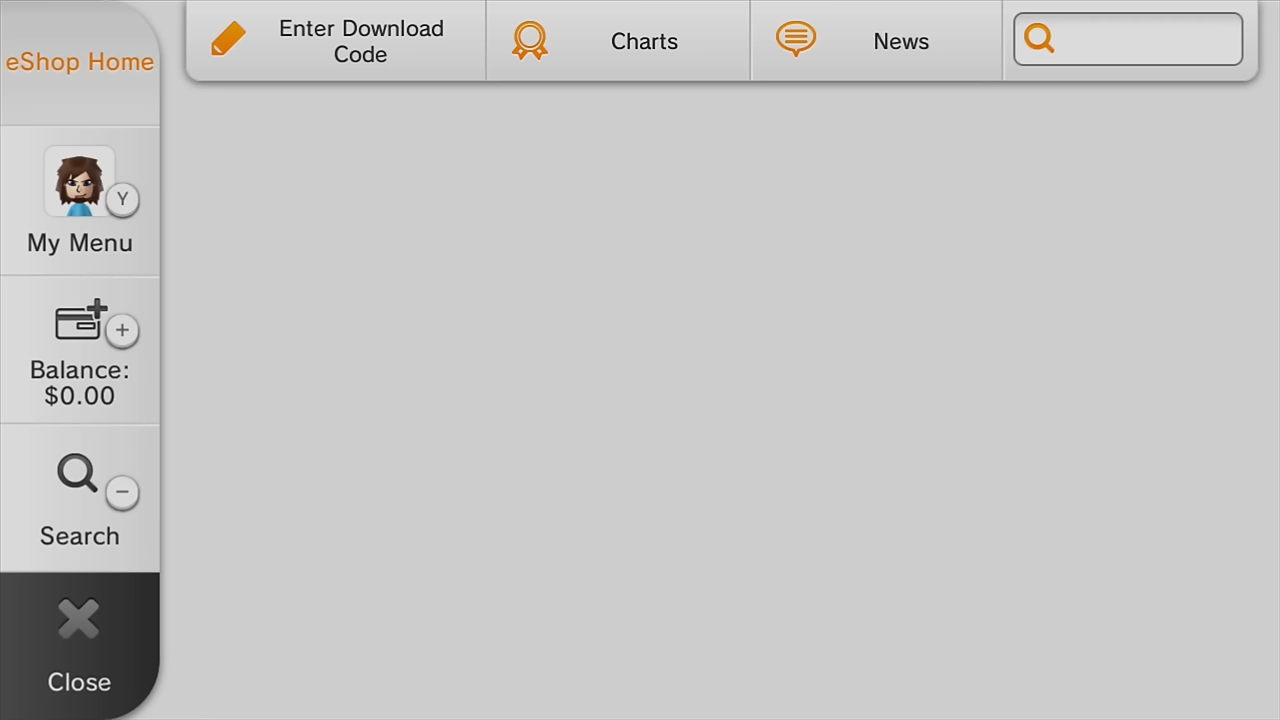 eShop Home
Enter Download
Code
Charts
News
Y
My Menu
+
Balance:
$0.00
−
Search
Close